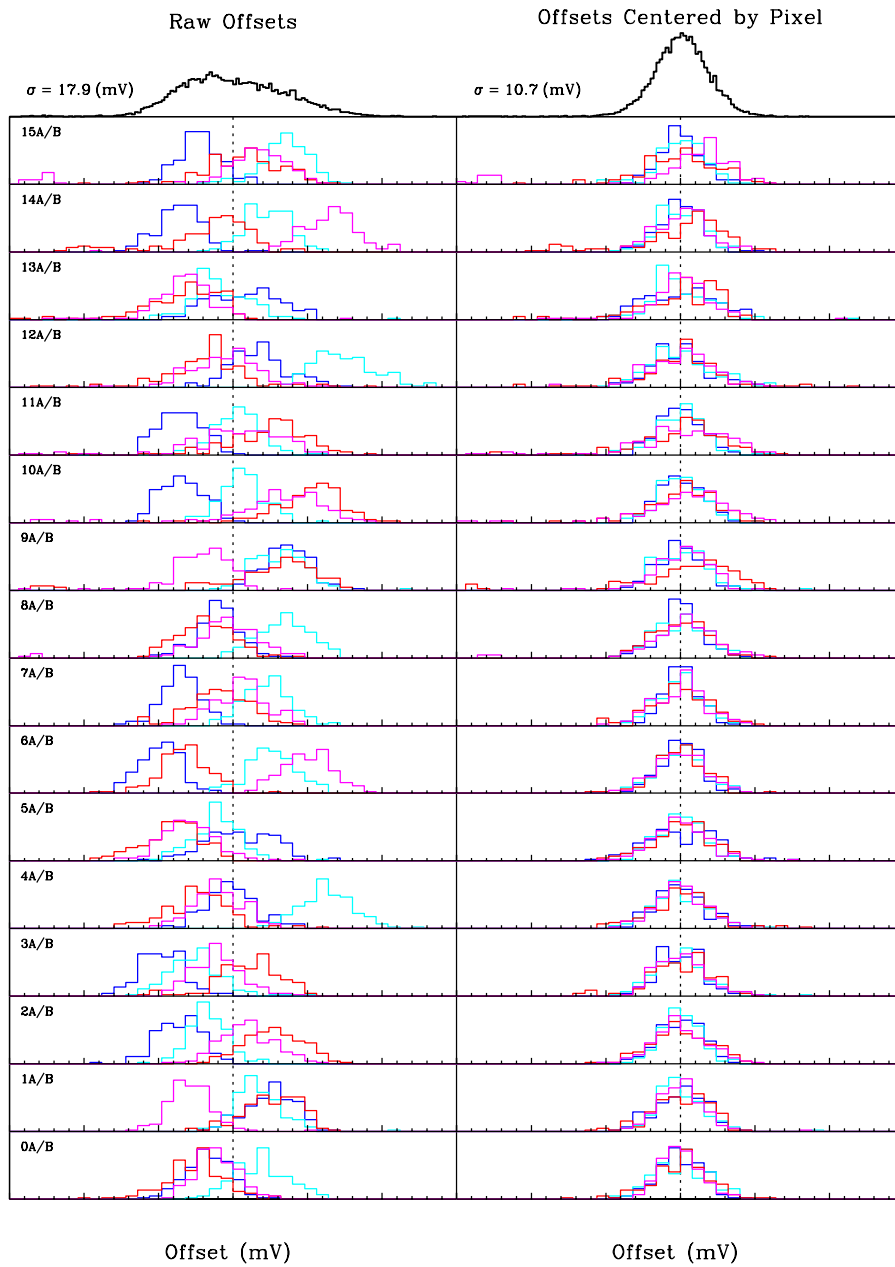 Raw Offsets
Offsets Centered by Pixel
σ = 17.9 (mV)
σ = 10.7 (mV)
15A/B
14A/B
13A/B
12A/B
11A/B
10A/B
9A/B
8A/B
7A/B
6A/B
5A/B
4A/B
3A/B
2A/B
1A/B
0A/B
Offset (mV)
Offset (mV)